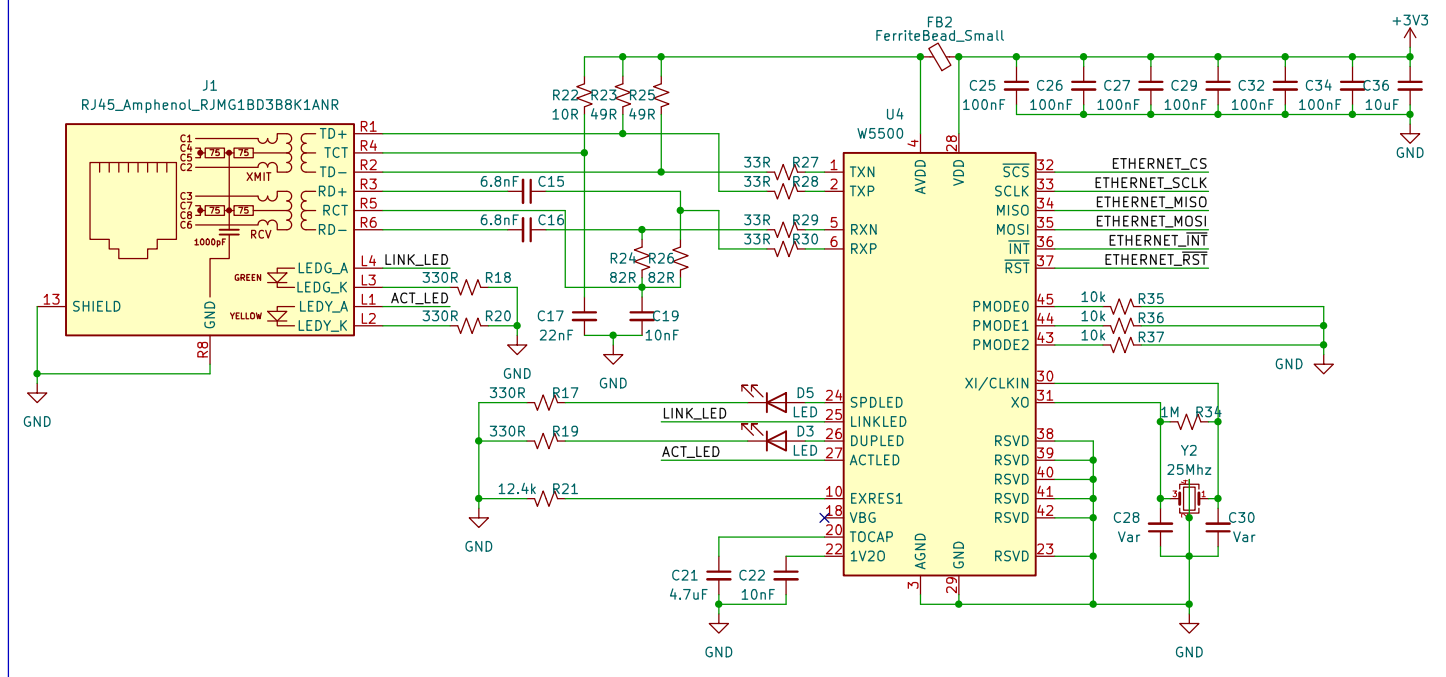 FB2
FerriteBead_Small
+3V3
J1
RJ45_Amphenol_RJMG1BD3B8K1ANR
R22 R23 R25
10R 49R 49R
C25 C26 C27 C29 C32 C34 C36
100nF 100nF 100nF 100nF 100nF 100nF 10uF
GND
U4
W5500
4 28
AVDD VDD
C1
C4
C5
C2
75 75
XMIT
C3
C7
C8
C6
75 75
1000pF
RCV
TD+ R1
TCT R4
TD- R2
RD+ R3
RCT R5
RD- R6
GREEN
LEDG_A L4 LINK_LED
LEDG_K L3 330R R18
YELLOW
LEDY_A L1 ACT_LED
LEDY_K L2 330R R20
13 SHIELD
GND
R8
GND
GND
6.8nF C15
6.8nF C16
R24 R26
82R 82R
C17 C19
22nF 10nF
GND
33R R27 1 TXN
33R R28 2 TXP
33R R29 5 RXN
33R R30 6 RXP
SCS 32 ETHERNET_CS
SCLK 33 ETHERNET_SCLK
MISO 34 ETHERNET_MISO
MOSI 35 ETHERNET_MOSI
INT 36 ETHERNET_INT
RST 37 ETHERNET_RST
PMODE0 45 10k R35
PMODE1 44 10k R36
PMODE2 43 10k R37
GND
330R R17 D5 LED 24 SPDLED
LINK_LED 25 LINKLED
330R R19 D3 LED 26 DUPLED
ACT_LED 27 ACTLED
12.4k R21 10 EXRES1
18 VBG
20 TOCAP
22 1V2O
GND
C21 C22
4.7uF 10nF
GND
XI/CLKIN 30
XO 31
1M R34
Y2
25Mhz
3 1
C28 C30
Var Var
RSVD 38
RSVD 39
RSVD 40
RSVD 41
RSVD 42
RSVD 23
AGND GND
3 29
GND